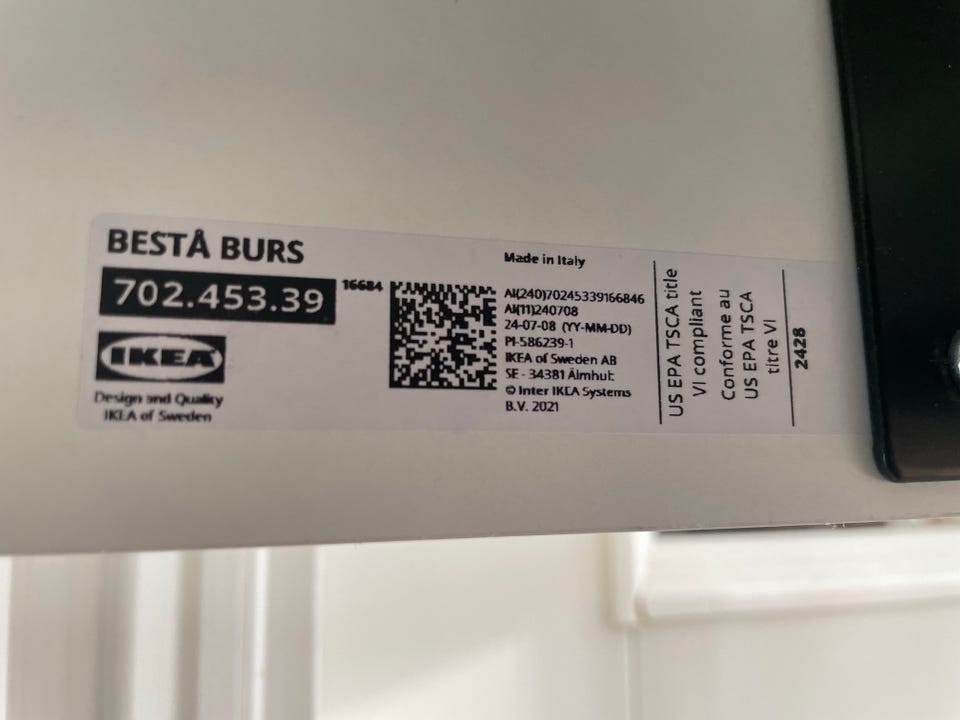 BESTÅ BURS
702.453.39
16684
IKEA
Design and Quality
IKEA of Sweden
Made in Italy
AI(240)70245339166846
AI(11)240708
24-07-08 (YY-MM-DD)
PI-586239-1
IKEA of Sweden AB
SE - 34381 Älmhult
© Inter IKEA Systems
B.V. 2021
US EPA TSCA title
VI compliant
Conforme au
US EPA TSCA
titre VI
2428